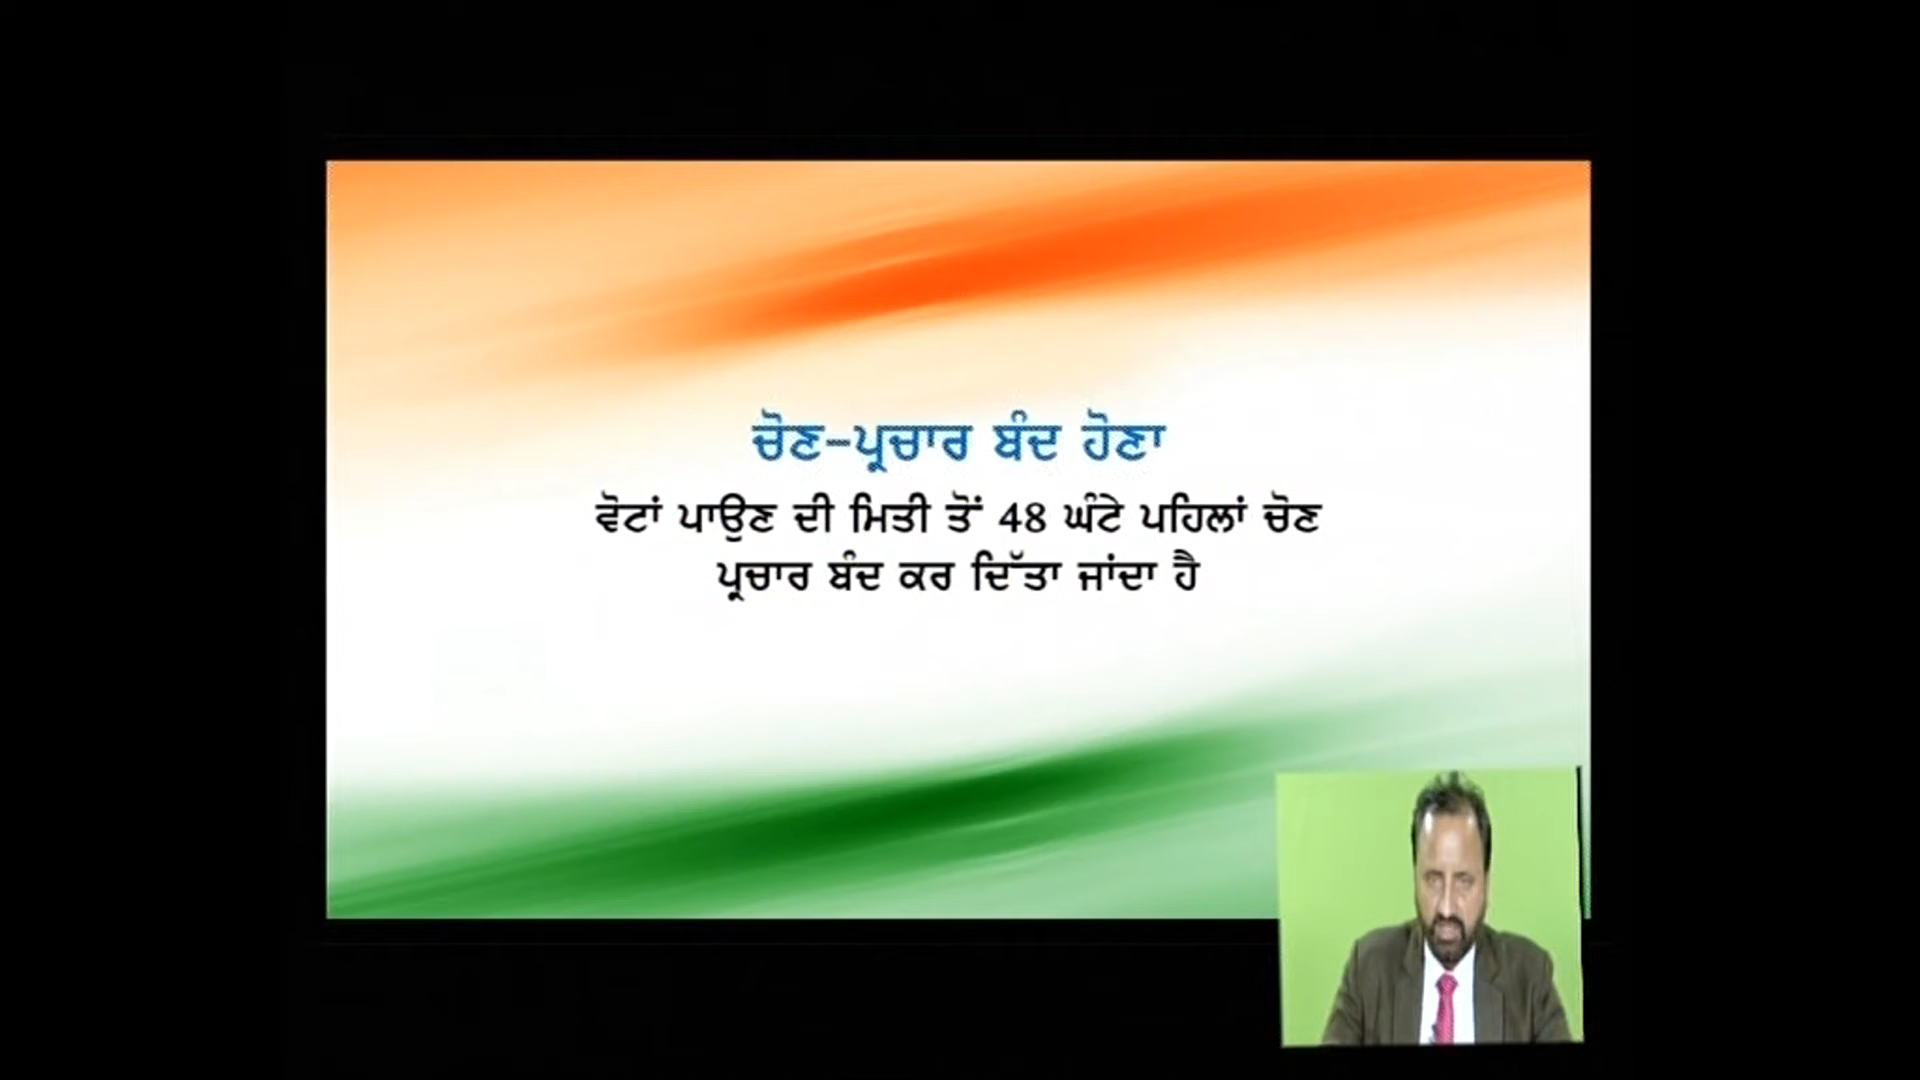 ਚੋਣ-ਪ੍ਰਚਾਰ ਬੰਦ ਹੋਣਾ
ਵੋਟਾਂ ਪਾਉਣ ਦੀ ਮਿਤੀ ਤੋਂ 48 ਘੰਟੇ ਪਹਿਲਾਂ ਚੋਣ
ਪ੍ਰਚਾਰ ਬੰਦ ਕਰ ਦਿੱਤਾ ਜਾਂਦਾ ਹੈ